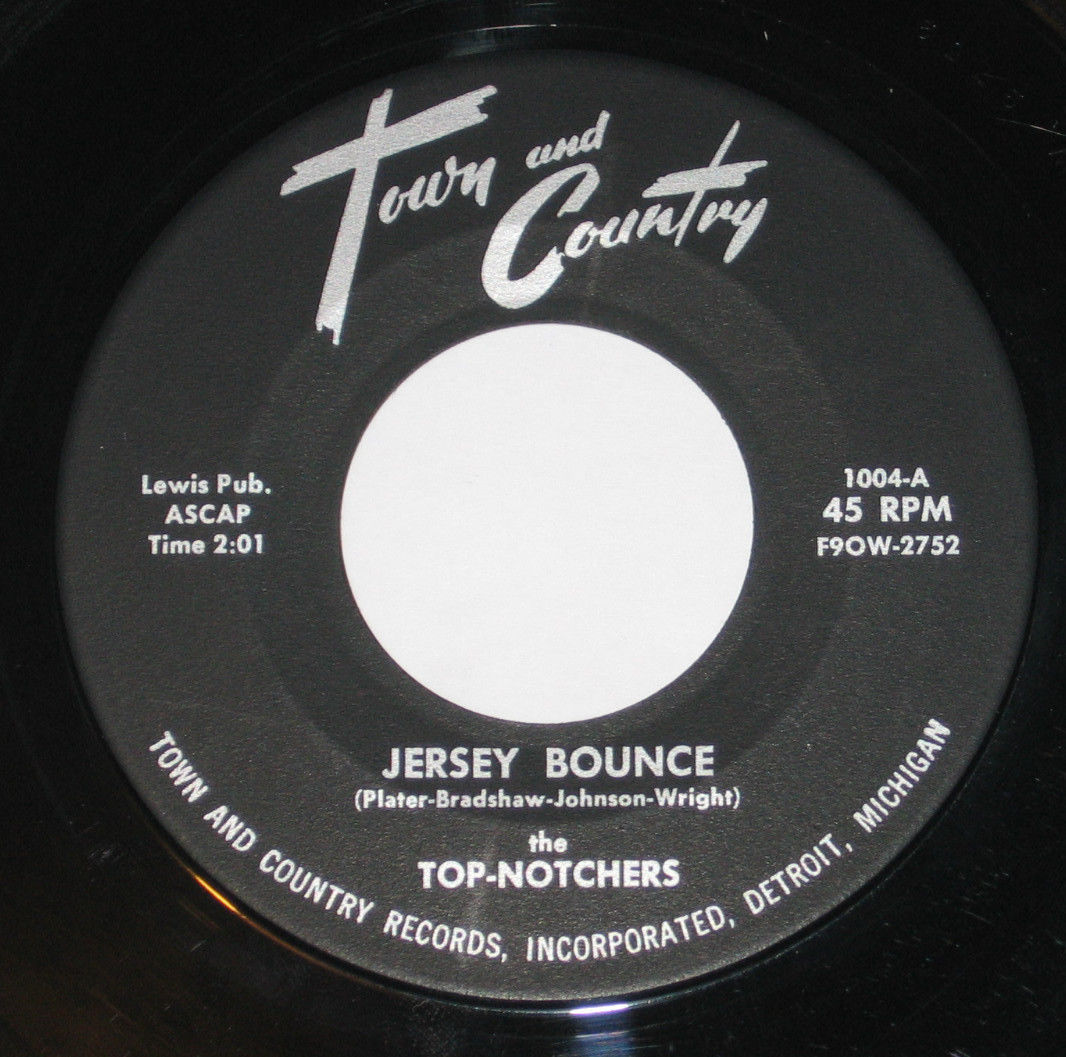 Town and
Country
Lewis Pub.
ASCAP
Time 2:01
1004-A
45 RPM
F9OW-2752
JERSEY BOUNCE
(Plater-Bradshaw-Johnson-Wright)
the
TOP-NOTCHERS
TOWN AND COUNTRY RECORDS, INCORPORATED, DETROIT, MICHIGAN